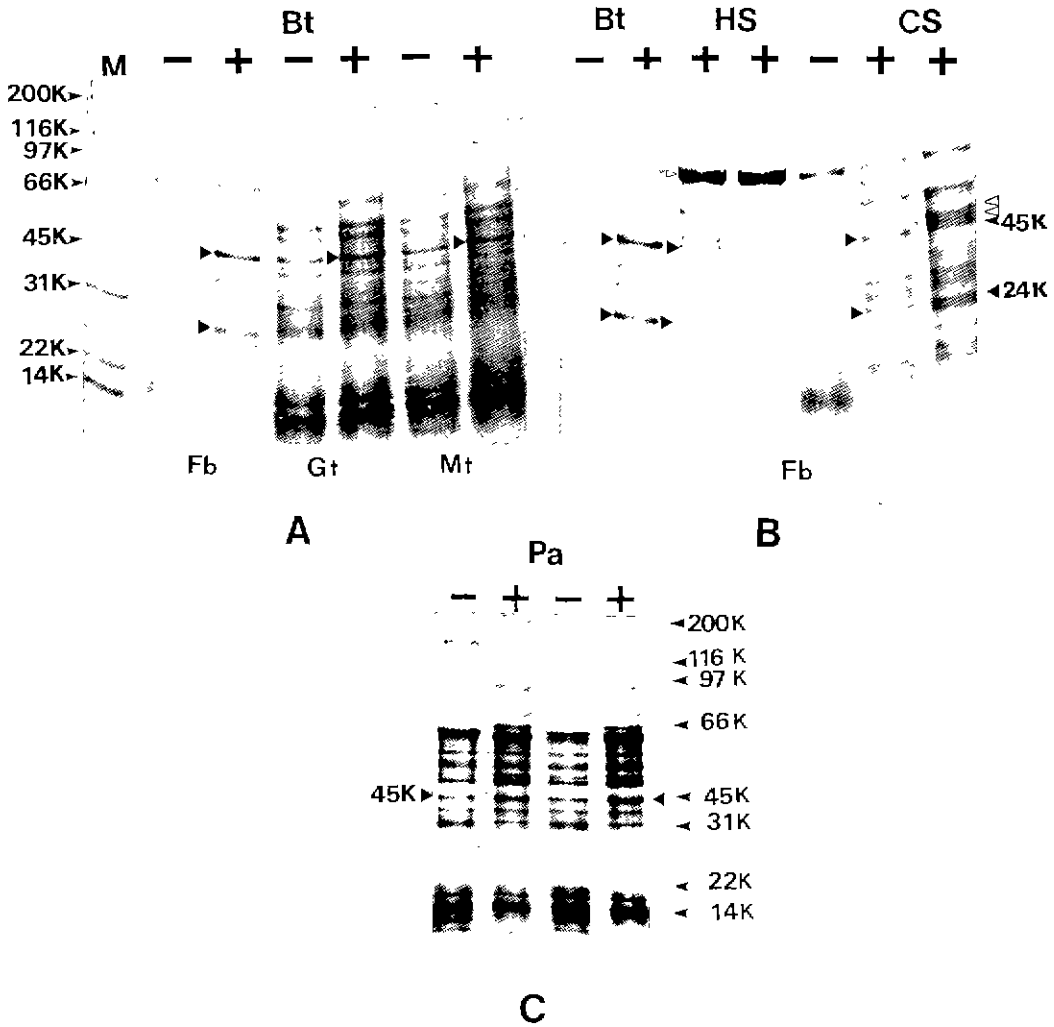 Bt Bt HS CS
M − + − + − + − + + + − + +
200K
116K
97K
66K
45K
31K
22K
14K
45K
24K
Fb Gt Mt Fb
A B
Pa
− + − +
200K
116 K
97 K
66K
45K
45K
31K
22K
14K
C